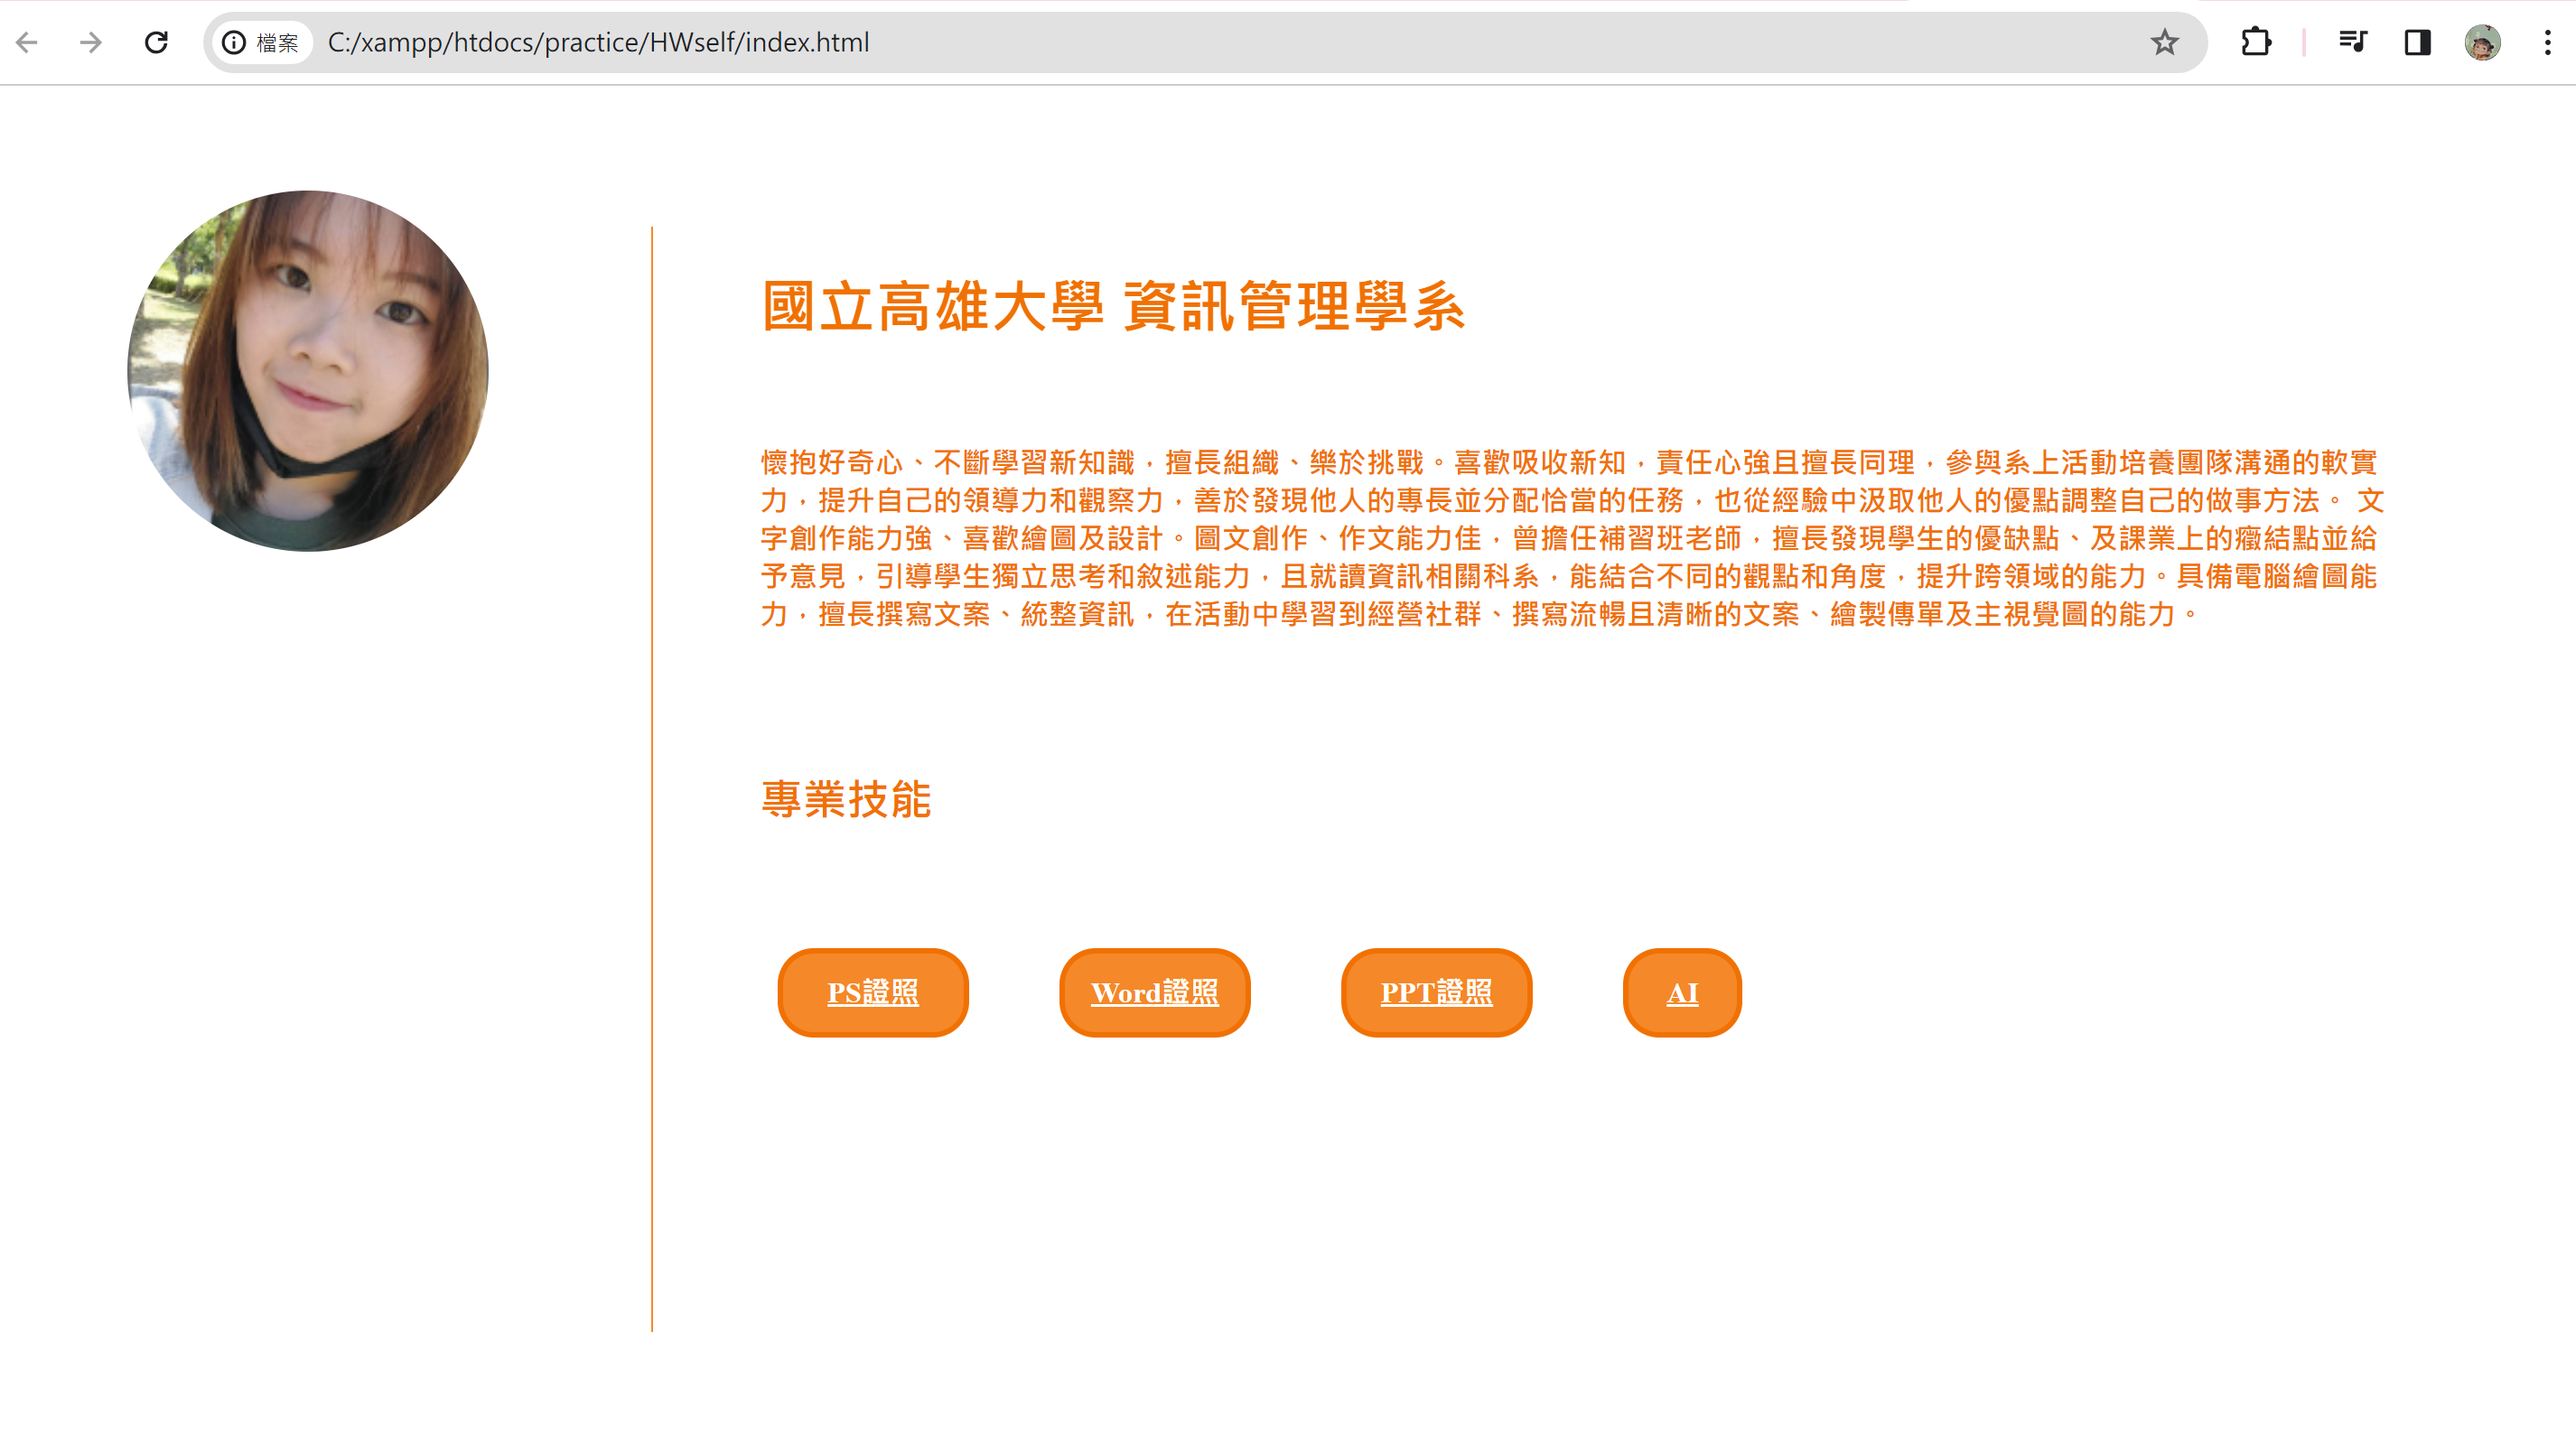 檔案 C:/xampp/htdocs/practice/HWself/index.html
國立高雄大學 資訊管理學系
懷抱好奇心、不斷學習新知識，擅長組織、樂於挑戰。喜歡吸收新知，責任心強且擅長同理，參與系上活動培養團隊溝通的軟實
力，提升自己的領導力和觀察力，善於發現他人的專長並分配恰當的任務，也從經驗中汲取他人的優點調整自己的做事方法。 文
字創作能力強、喜歡繪圖及設計。圖文創作、作文能力佳，曾擔任補習班老師，擅長發現學生的優缺點、及課業上的癥結點並給
予意見，引導學生獨立思考和敘述能力，且就讀資訊相關科系，能結合不同的觀點和角度，提升跨領域的能力。具備電腦繪圖能
力，擅長撰寫文案、統整資訊，在活動中學習到經營社群、撰寫流暢且清晰的文案、繪製傳單及主視覺圖的能力。
專業技能
PS證照 Word證照 PPT證照 AI